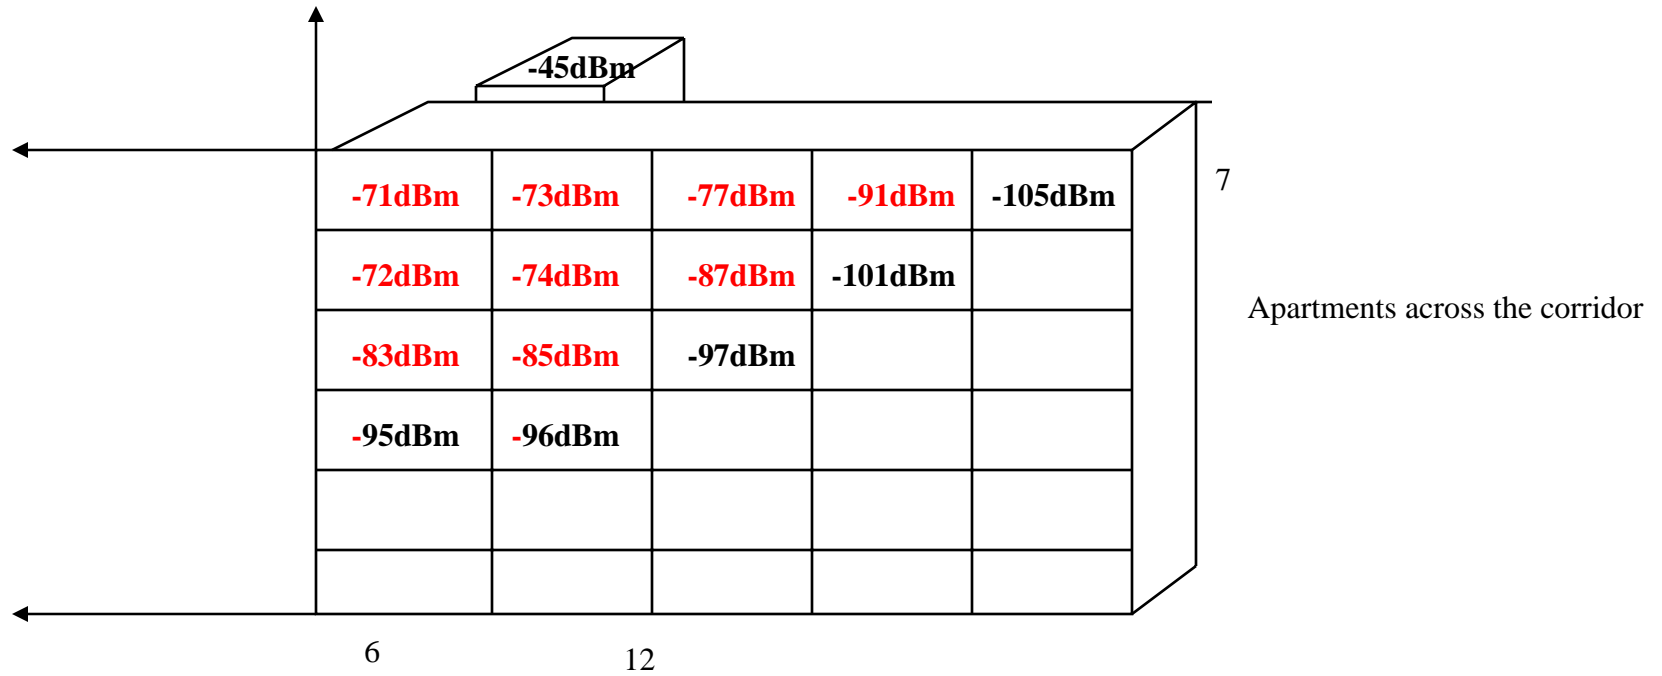 -45dBm
-71dBm -73dBm -77dBm -91dBm -105dBm
7
-72dBm -74dBm -87dBm -101dBm
Apartments across the corridor
-83dBm -85dBm -97dBm
-95dBm -96dBm
6
12